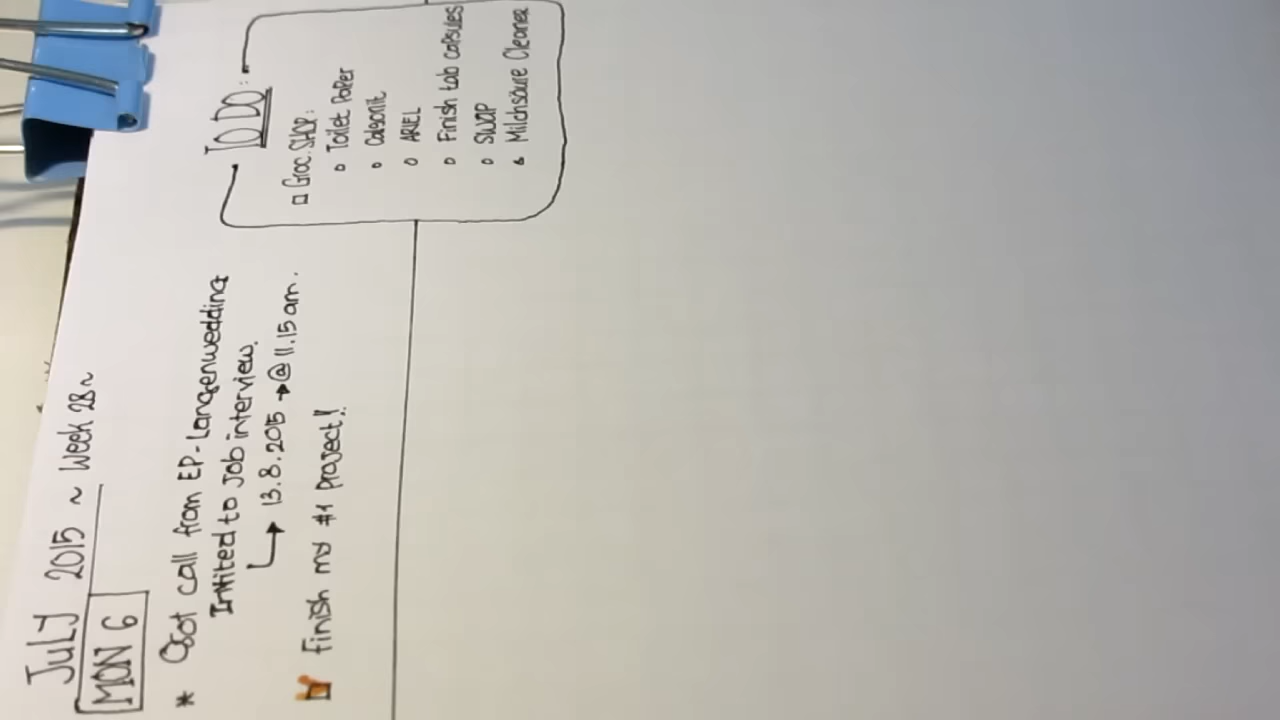 JULY 2015 ~ Week 28 ~
MON 6
* Got call from EP-Langenwedding
Invited to Job interview.
↳ 13.8.2015 → @ 11.15 am.
Finish my #1 project!
TO DO:
□ Groc. SHOP:
○ Toilet Paper
○ Calgonit
○ ARIEL
○ Finish tab capsules
○ SWAP
○ Milchsäure Cleaner